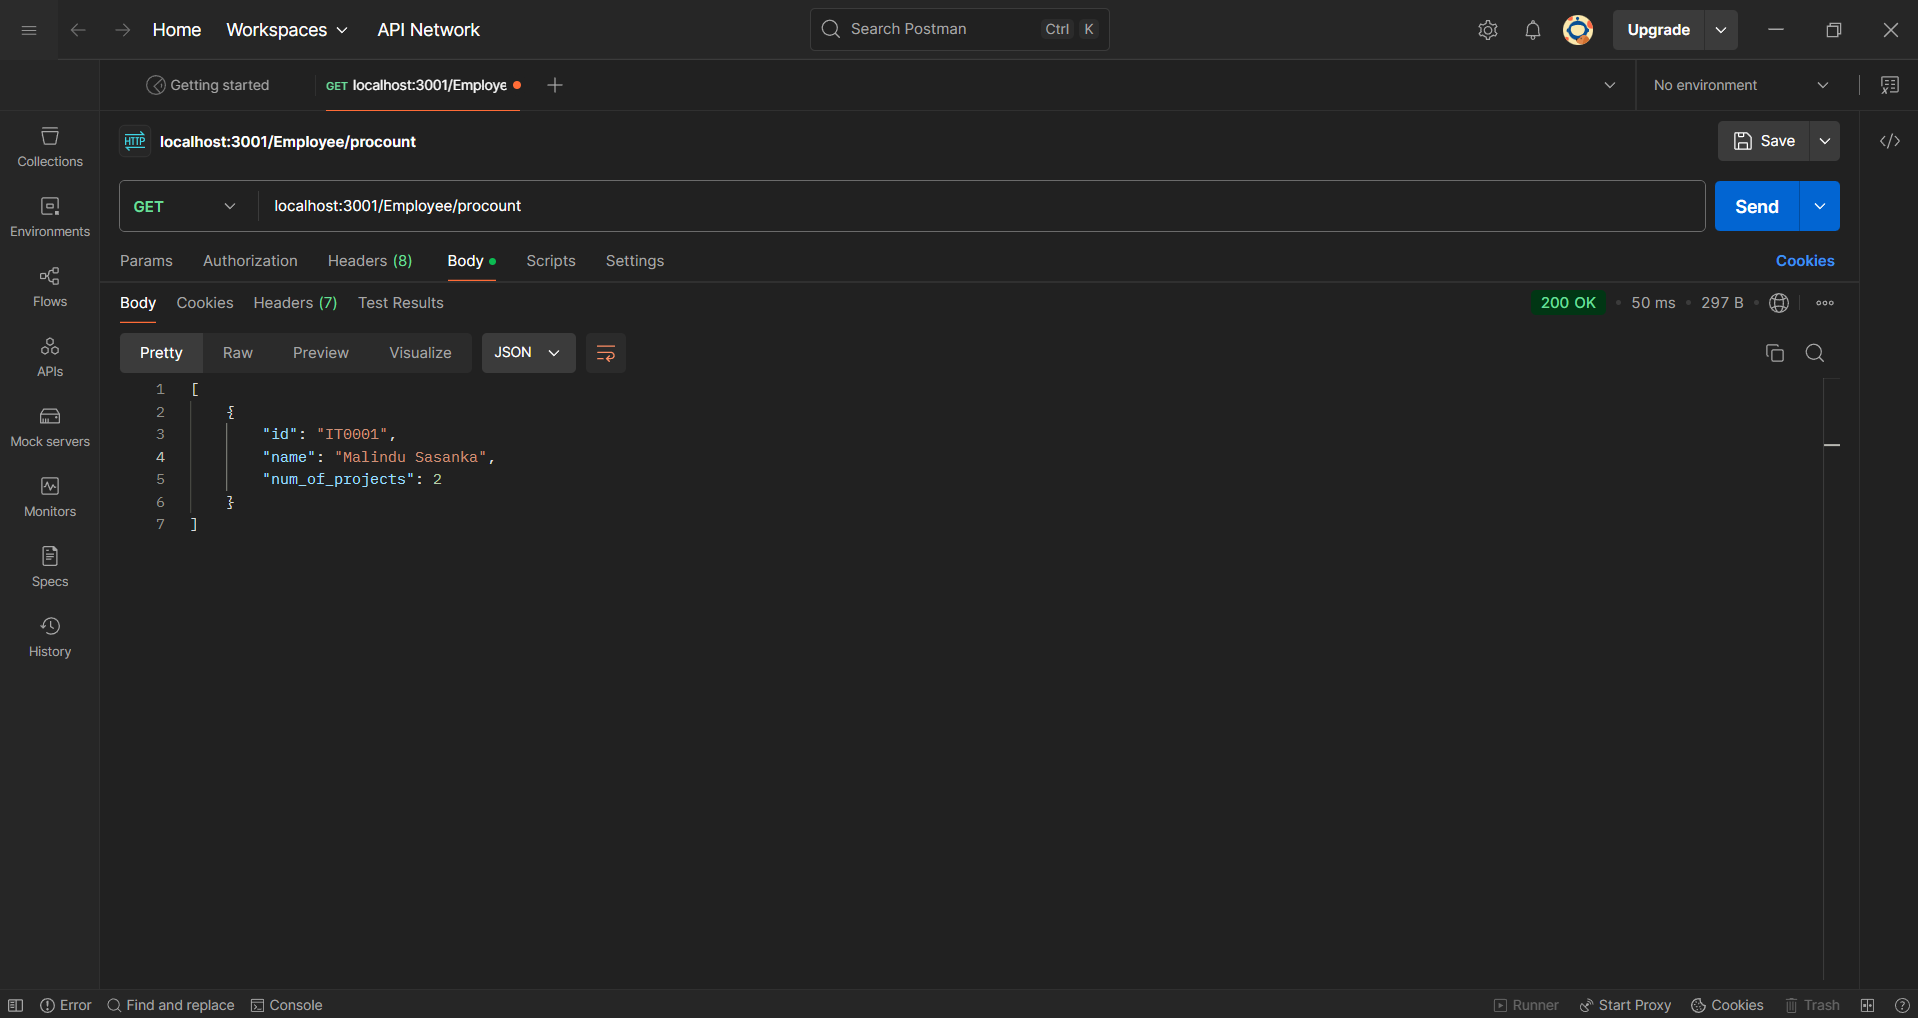 Home Workspaces API Network Search Postman Ctrl K Upgrade
Getting started GET localhost:3001/Employe No environment
HTTP localhost:3001/Employee/procount Save
GET localhost:3001/Employee/procount Send
Params Authorization Headers (8) Body Scripts Settings Cookies
Body Cookies Headers (7) Test Results 200 OK 50 ms 297 B
Pretty Raw Preview Visualize JSON
1 [
2 {
3 "id": "IT0001",
4 "name": "Malindu Sasanka",
5 "num_of_projects": 2
6 }
7 ]
Collections
Environments
Flows
APIs
Mock servers
Monitors
Specs
History
Error Find and replace Console Runner Start Proxy Cookies Trash